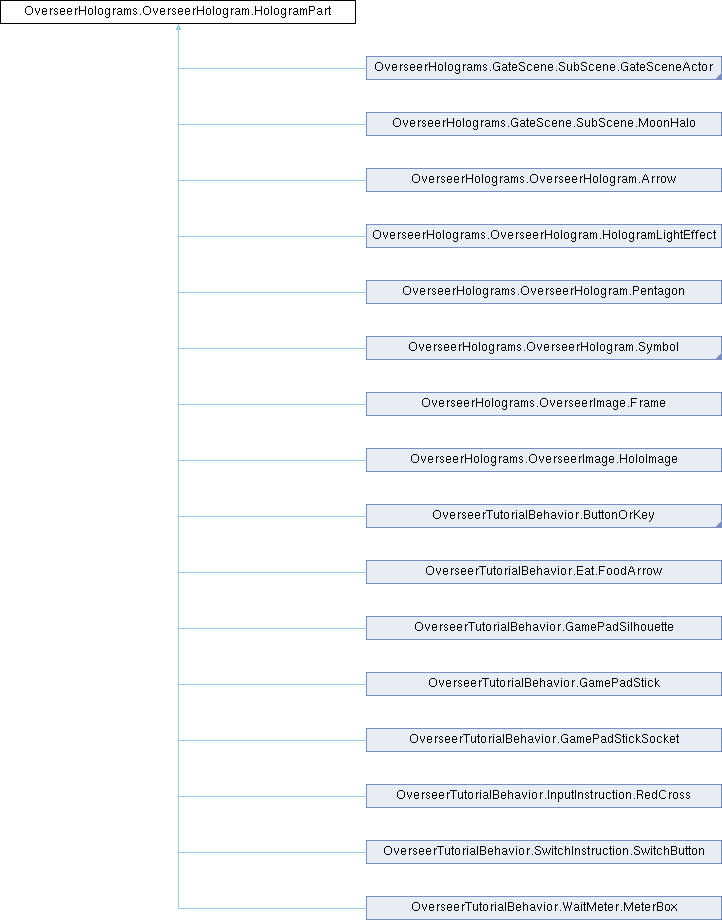 OverseerHolograms.OverseerHologram.HologramPart
OverseerHolograms.GateScene.SubScene.GateSceneActor
OverseerHolograms.GateScene.SubScene.MoonHalo
OverseerHolograms.OverseerHologram.Arrow
OverseerHolograms.OverseerHologram.HologramLightEffect
OverseerHolograms.OverseerHologram.Pentagon
OverseerHolograms.OverseerHologram.Symbol
OverseerHolograms.OverseerImage.Frame
OverseerHolograms.OverseerImage.HoloImage
OverseerTutorialBehavior.ButtonOrKey
OverseerTutorialBehavior.Eat.FoodArrow
OverseerTutorialBehavior.GamePadSilhouette
OverseerTutorialBehavior.GamePadStick
OverseerTutorialBehavior.GamePadStickSocket
OverseerTutorialBehavior.InputInstruction.RedCross
OverseerTutorialBehavior.SwitchInstruction.SwitchButton
OverseerTutorialBehavior.WaitMeter.MeterBox